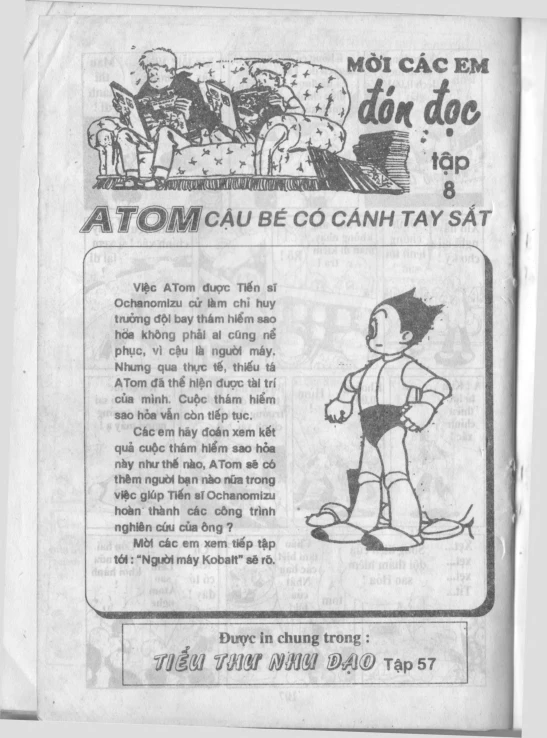 MỜI CÁC EM
đón đọc
tập
8
ATOM CẬU BÉ CÓ CÁNH TAY SẮT
Việc ATom được Tiến sĩ
Ochanomizu cử làm chỉ huy
trưởng đội bay thám hiểm sao
hỏa không phải ai cũng nể
phục, vì cậu là người máy.
Nhưng qua thực tế, thiếu tá
ATom đã thể hiện được tài trí
của mình. Cuộc thám hiểm
sao hỏa vẫn còn tiếp tục.
Các em hãy đoán xem kết
quả cuộc thám hiểm sao hỏa
này như thế nào, ATom sẽ có
thêm người bạn nào nữa trong
việc giúp Tiến sĩ Ochanomizu
hoàn thành các công trình
nghiên cứu của ông ?
Mời các em xem tiếp tập
tới : "Người máy Kobalt" sẽ rõ.
Được in chung trong :
TIỂU THƯ NHU ĐẠO Tập 57